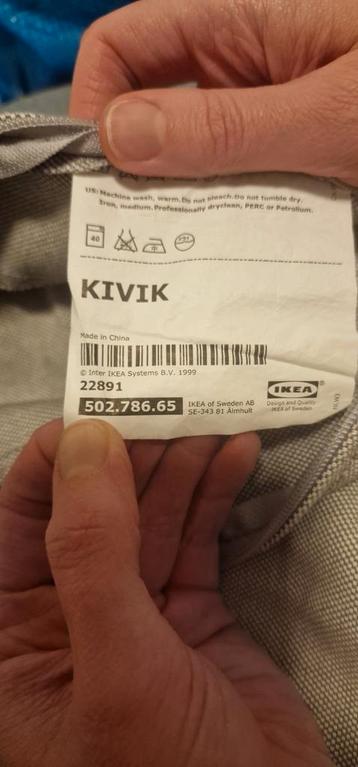 US: Machine wash, warm. Do not bleach. Do not tumble dry.
Iron, medium. Professionally dryclean, PERC or Petrolium.
40
KIVIK
Made in China
© Inter IKEA Systems B.V. 1999
22891
502.786.65
IKEA of Sweden AB
SE-343 81 Älmhult
IKEA
Design and Quality
IKEA of Sweden